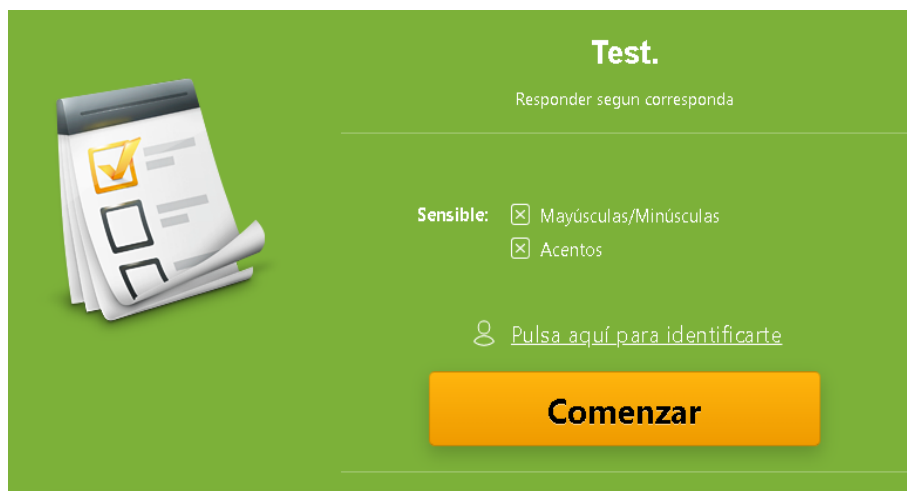 Test.
Responder segun corresponda
Sensible: Mayúsculas/Minúsculas
Acentos
Pulsa aquí para identificarte
Comenzar